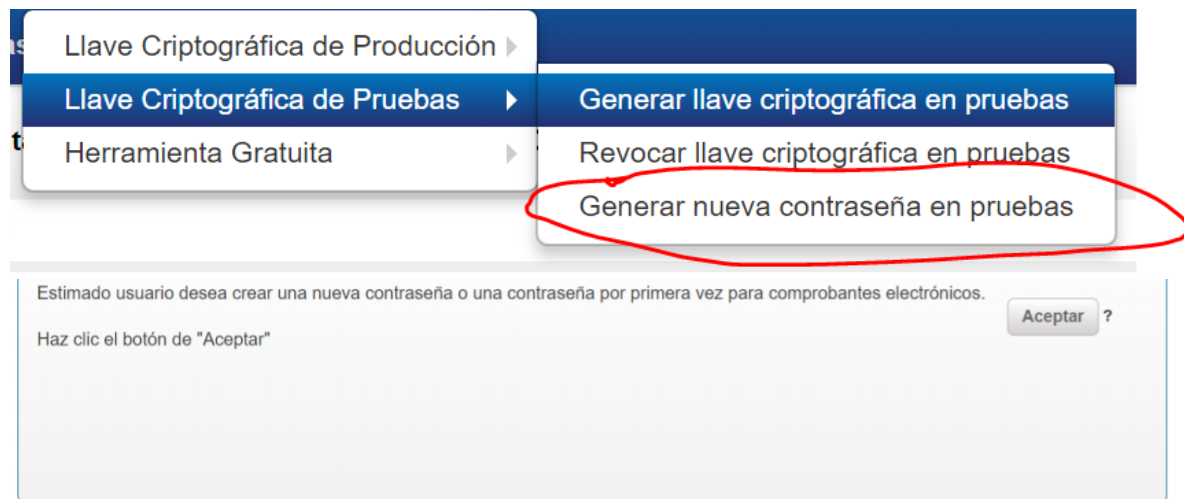 Llave Criptográfica de Producción
Llave Criptográfica de Pruebas
Generar llave criptográfica en pruebas
Herramienta Gratuita
Revocar llave criptográfica en pruebas
Generar nueva contraseña en pruebas
Estimado usuario desea crear una nueva contraseña o una contraseña por primera vez para comprobantes electrónicos.
Aceptar ?
Haz clic el botón de "Aceptar"